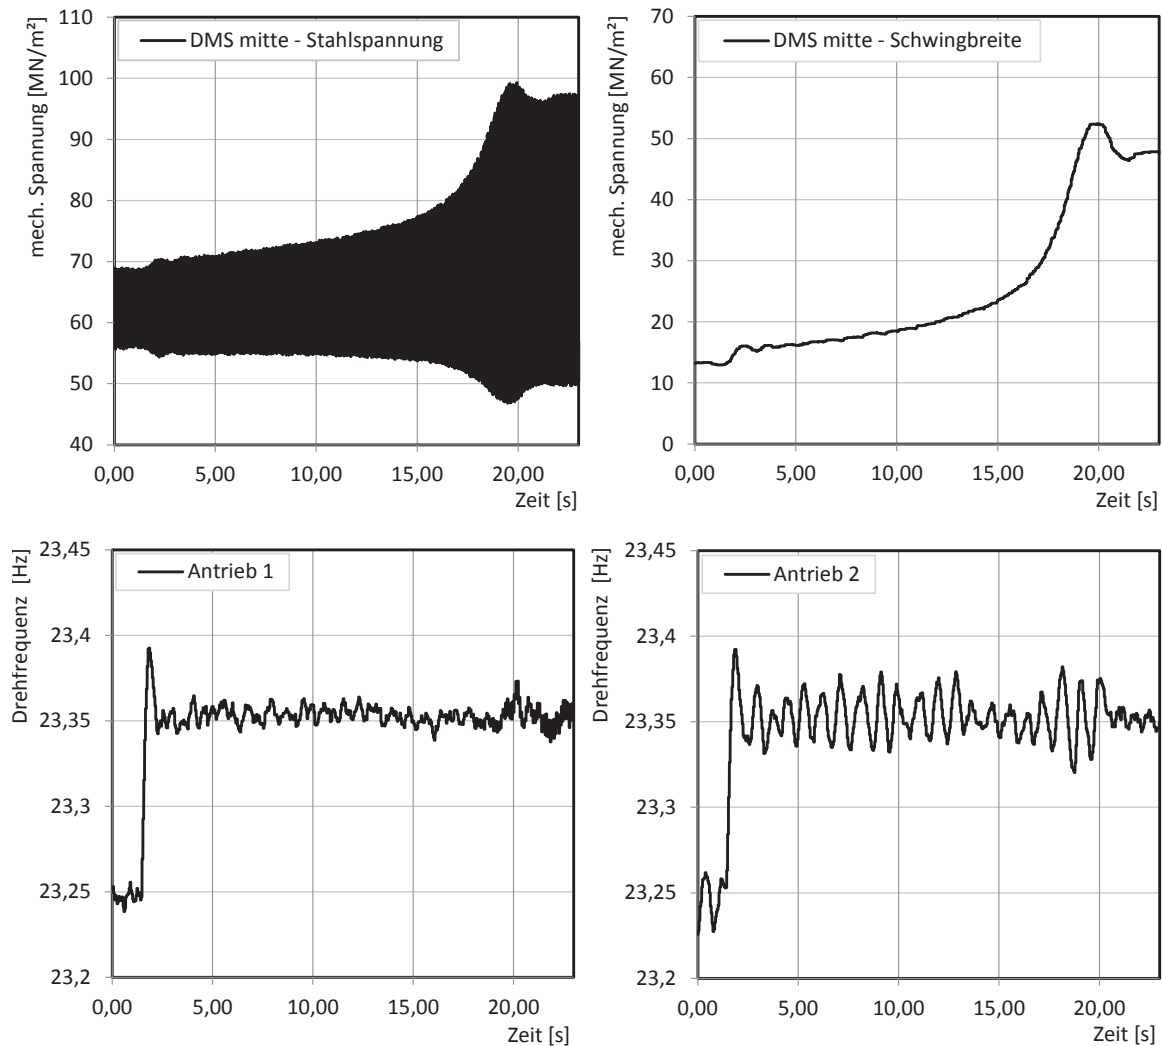 mech. Spannung [MN/m²]
110
100
90
80
70
60
50
40
DMS mitte - Stahlspannung
0,00 5,00 10,00 15,00 20,00
Zeit [s]
mech. Spannung [MN/m²]
70
60
50
40
30
20
10
0
DMS mitte - Schwingbreite
0,00 5,00 10,00 15,00 20,00
Zeit [s]
Drehfrequenz [Hz]
23,45
23,4
23,35
23,3
23,25
23,2
Antrieb 1
0,00 5,00 10,00 15,00 20,00
Zeit [s]
Drehfrequenz [Hz]
23,45
23,4
23,35
23,3
23,25
23,2
Antrieb 2
0,00 5,00 10,00 15,00 20,00
Zeit [s]